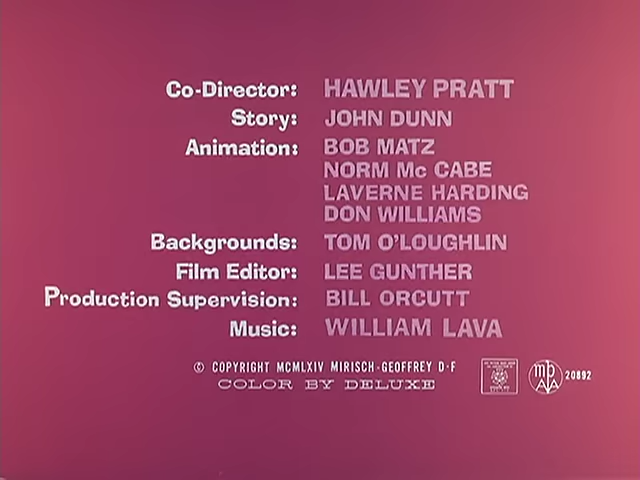 Co-Director: HAWLEY PRATT
Story: JOHN DUNN
Animation: BOB MATZ
NORM Mc CABE
LAVERNE HARDING
DON WILLIAMS
Backgrounds: TOM O'LOUGHLIN
Film Editor: LEE GUNTHER
Production Supervision: BILL ORCUTT
Music: WILLIAM LAVA
© COPYRIGHT MCMLXIV MIRISCH-GEOFFREY D-F
COLOR BY DELUXE
mp
20892